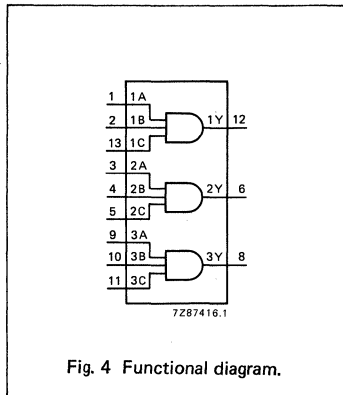 1 1A
2 1B 1Y 12
13 1C
3 2A
4 2B 2Y 6
5 2C
9 3A
10 3B 3Y 8
11 3C
7Z87416.1
Fig. 4 Functional diagram.